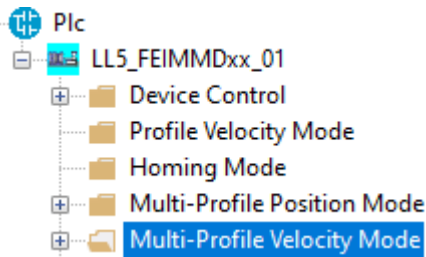 Plc
LL5_FEIMMDxx_01
Device Control
Profile Velocity Mode
Homing Mode
Multi-Profile Position Mode
Multi-Profile Velocity Mode